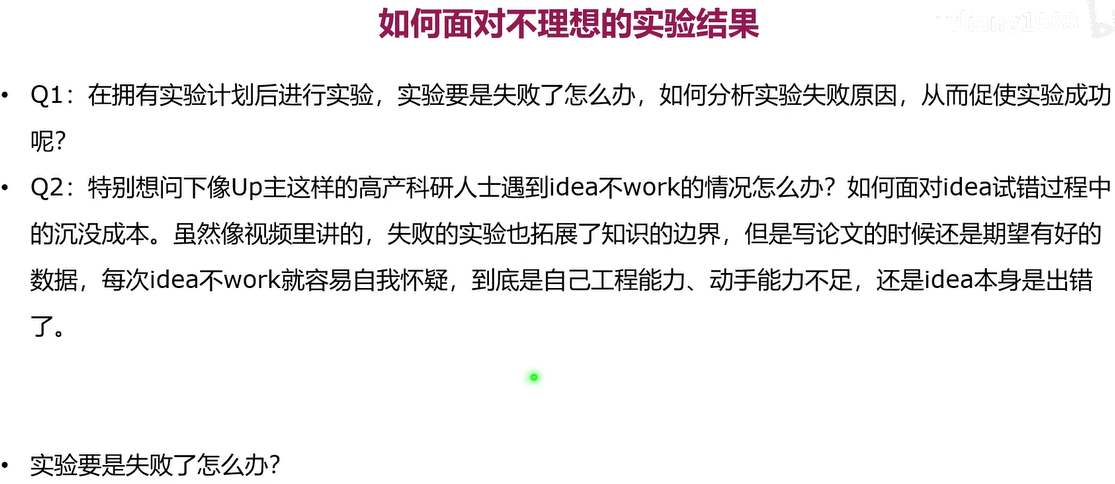 如何面对不理想的实验结果
• Q1：在拥有实验计划后进行实验，实验要是失败了怎么办，如何分析实验失败原因，从而促使实验成功
呢？
• Q2：特别想问下像Up主这样的高产科研人士遇到idea不work的情况怎么办？如何面对idea试错过程中
的沉没成本。虽然像视频里讲的，失败的实验也拓展了知识的边界，但是写论文的时候还是期望有好的
数据，每次idea不work就容易自我怀疑，到底是自己工程能力、动手能力不足，还是idea本身是出错
了。
• 实验要是失败了怎么办？